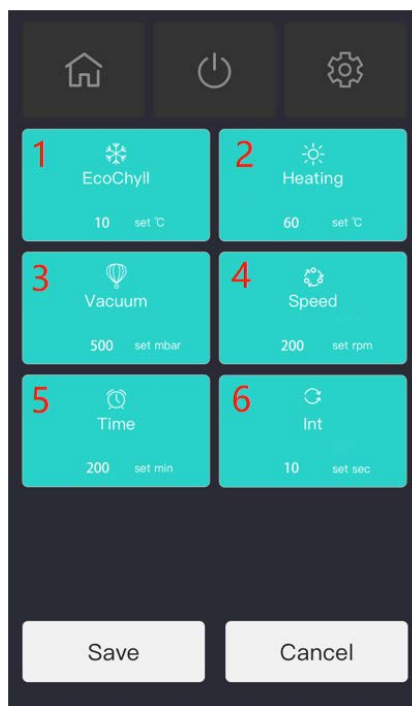 1
EcoChyll
10 set ℃
2
Heating
60 set ℃
3
Vacuum
500 set mbar
4
Speed
200 set rpm
5
Time
200 set min
6
Int
10 set sec
Save
Cancel